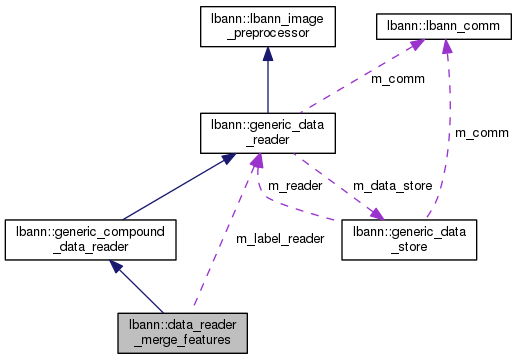 lbann::lbann_image
_preprocessor
lbann::lbann_comm
m_comm
lbann::generic_data
_reader
m_comm
m_reader
m_data_store
lbann::generic_compound
_data_reader
m_label_reader
lbann::generic_data
_store
lbann::data_reader
_merge_features